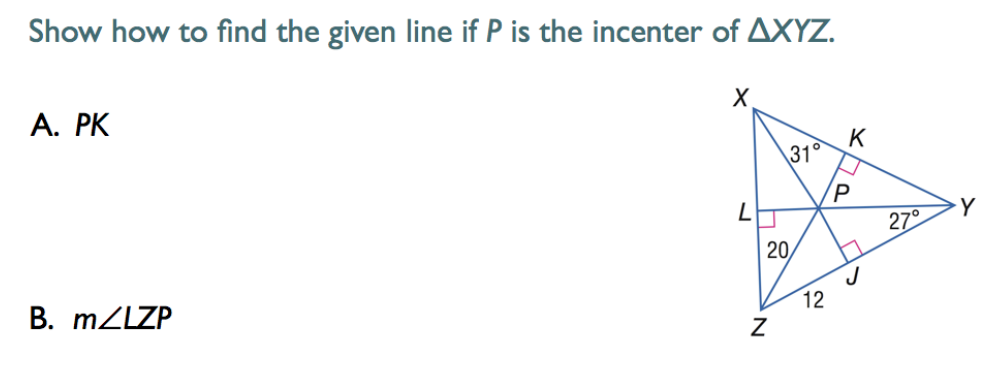 Show how to find the given line if P is the incenter of ΔXYZ.
A. PK
X
K
31°
P
L
Y
27°
20
J
12
B. m∠LZP
Z